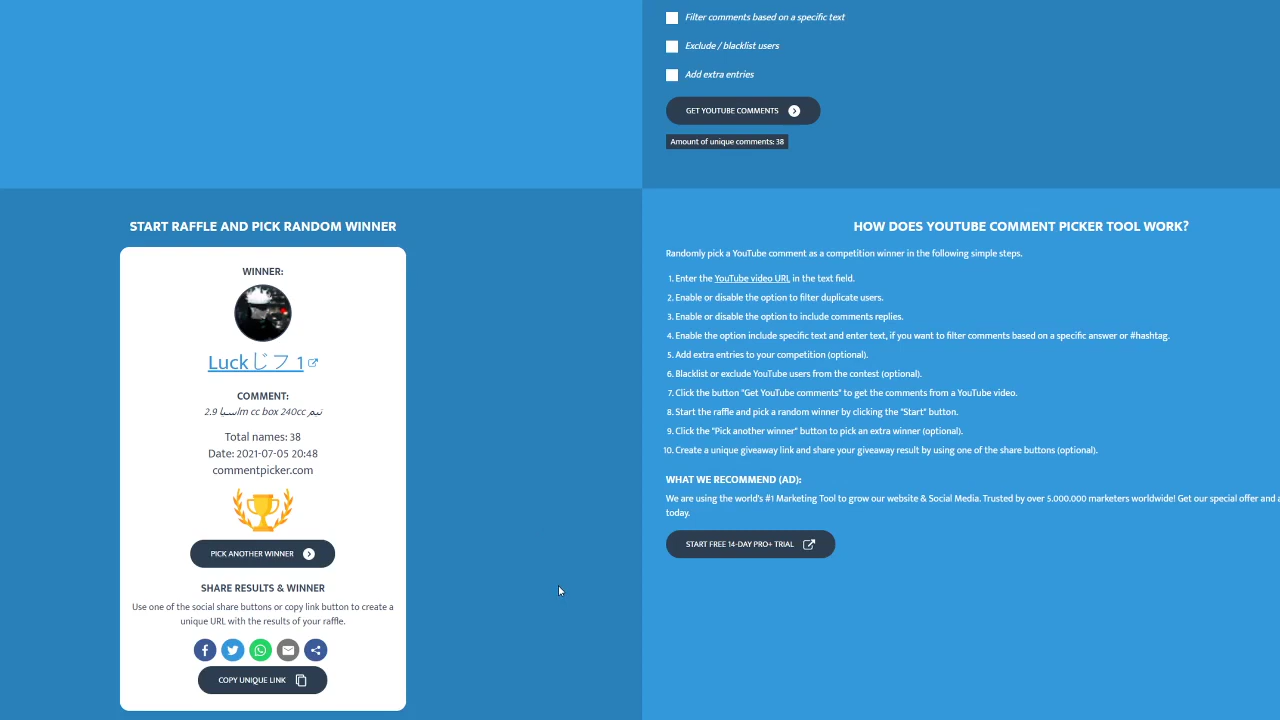 Filter comments based on a specific text
Exclude / blacklist users
Add extra entries
GET YOUTUBE COMMENTS
Amount of unique comments: 38
START RAFFLE AND PICK RANDOM WINNER
WINNER:
Luckじフ 1
COMMENT:
2.9 اسباm cc box 240cc نیم
Total names: 38
Date: 2021-07-05 20:48
commentpicker.com
PICK ANOTHER WINNER
SHARE RESULTS & WINNER
Use one of the social share buttons or copy link button to create a
unique URL with the results of your raffle.
COPY UNIQUE LINK
HOW DOES YOUTUBE COMMENT PICKER TOOL WORK?
Randomly pick a YouTube comment as a competition winner in the following simple steps.
1. Enter the YouTube video URL in the text field.
2. Enable or disable the option to filter duplicate users.
3. Enable or disable the option to include comments replies.
4. Enable the option include specific text and enter text, if you want to filter comments based on a specific answer or #hashtag.
5. Add extra entries to your competition (optional).
6. Blacklist or exclude YouTube users from the contest (optional).
7. Click the button "Get YouTube comments" to get the comments from a YouTube video.
8. Start the raffle and pick a random winner by clicking the "Start" button.
9. Click the "Pick another winner" button to pick an extra winner (optional).
10. Create a unique giveaway link and share your giveaway result by using one of the share buttons (optional).
WHAT WE RECOMMEND (AD):
We are using the world's #1 Marketing Tool to grow our website & Social Media. Trusted by over 5.000.000 marketers worldwide! Get our special offer and a
today.
START FREE 14-DAY PRO+ TRIAL